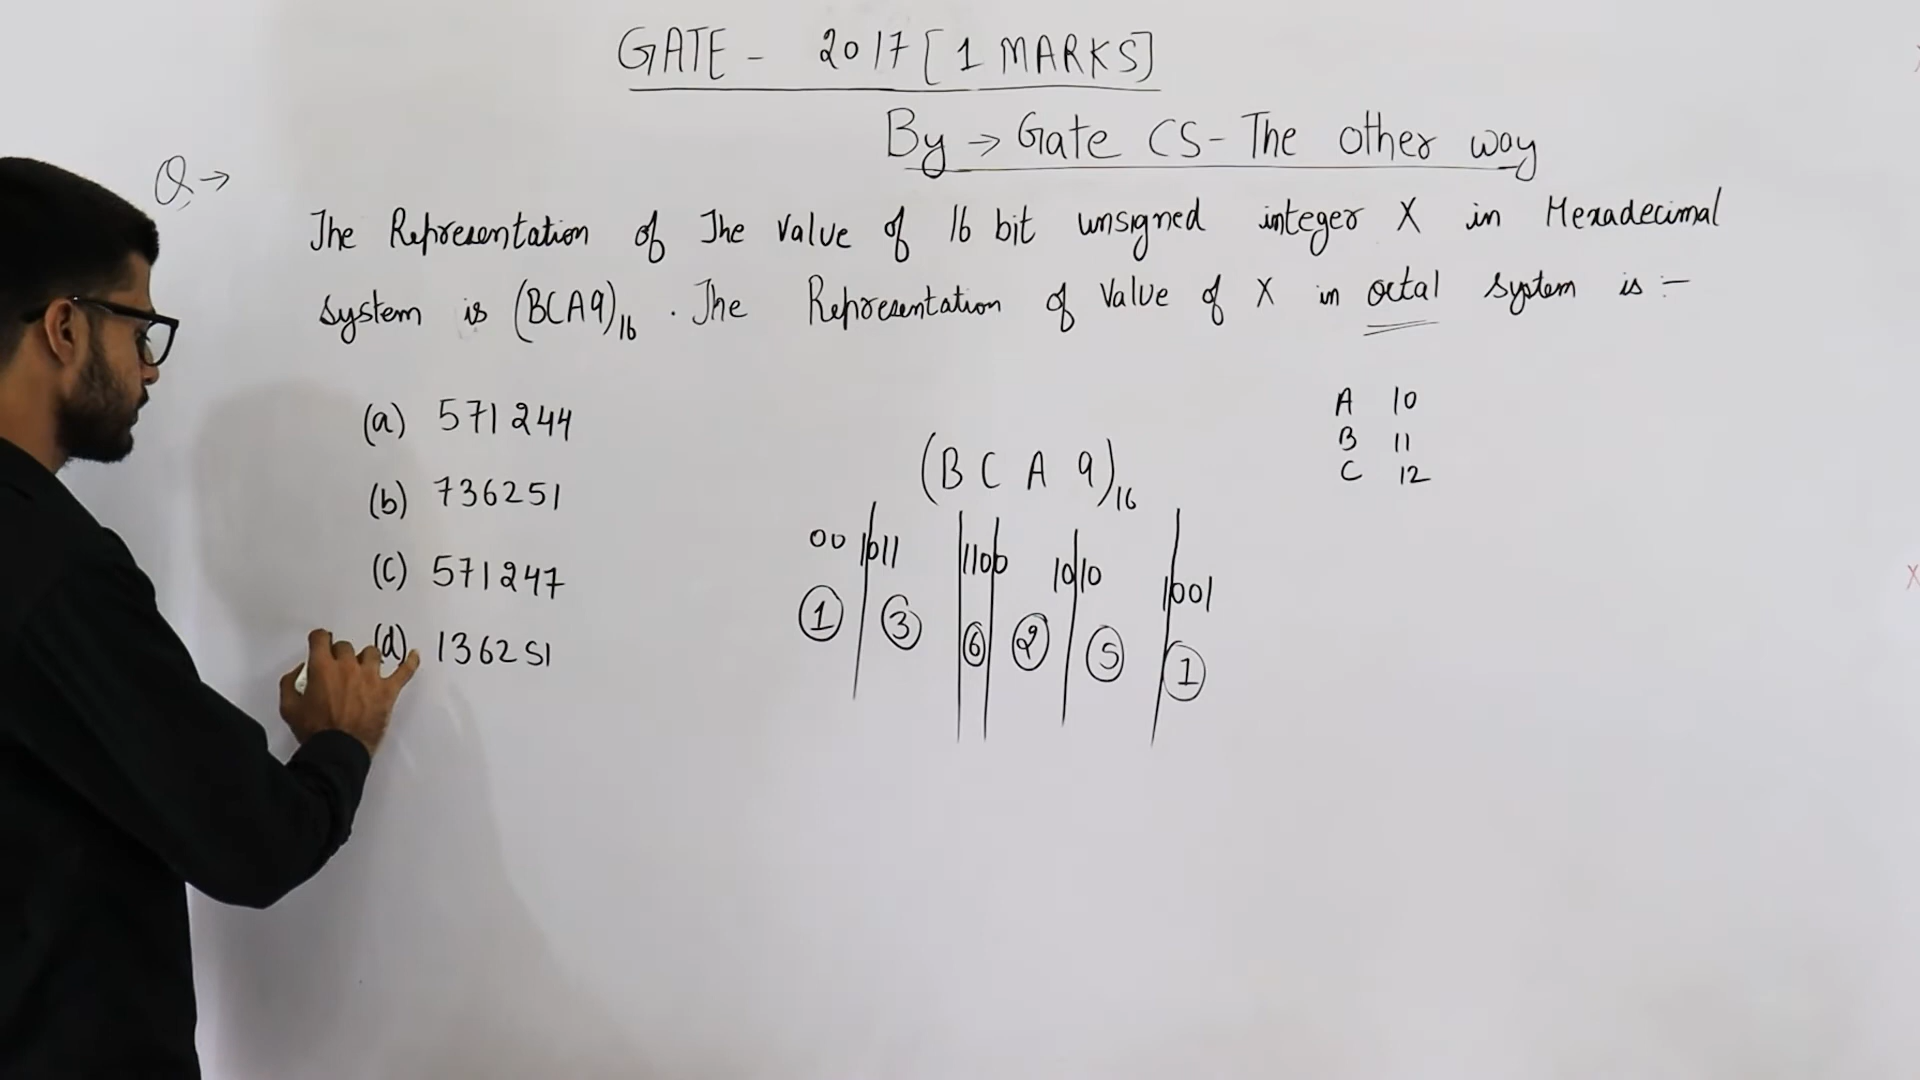 GATE - 2017 [1 MARKS]
By → Gate CS - The other way
Q →
The Representation of The Value of 16 bit unsigned integer X in Hexadecimal
system is (BCA9)16 . The Representation of Value of X in octal system is :-
(a) 571244
(b) 736251
(c) 571247
(d) 136251
(B C A 9)16
00 1011 1100 1010 1001
1 3 6 2 5 1
A 10
B 11
C 12